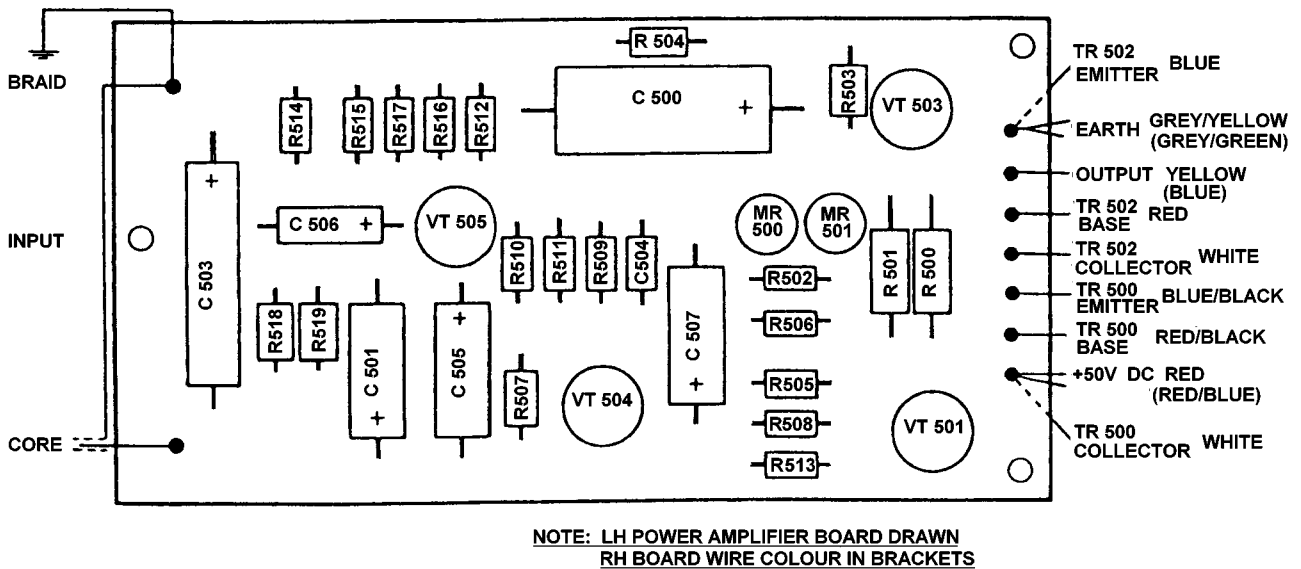 BRAID
INPUT
CORE
R 504
C 500
+
R503
VT 503
R514
R515
R517
R516
R512
+
C 503
C 506 +
VT 505
R510
R511
R509
C504
MR
500
MR
501
R 501
R 500
R518
R519
C 501
+
+
C 505
R507
VT 504
C 507
+
R502
R506
R505
R508
R513
VT 501
TR 502
EMITTER BLUE
EARTH GREY/YELLOW
(GREY/GREEN)
OUTPUT YELLOW
(BLUE)
TR 502
BASE RED
TR 502
COLLECTOR WHITE
TR 500
EMITTER BLUE/BLACK
TR 500
BASE RED/BLACK
+50V DC RED
(RED/BLUE)
TR 500
COLLECTOR WHITE
NOTE: LH POWER AMPLIFIER BOARD DRAWN
RH BOARD WIRE COLOUR IN BRACKETS